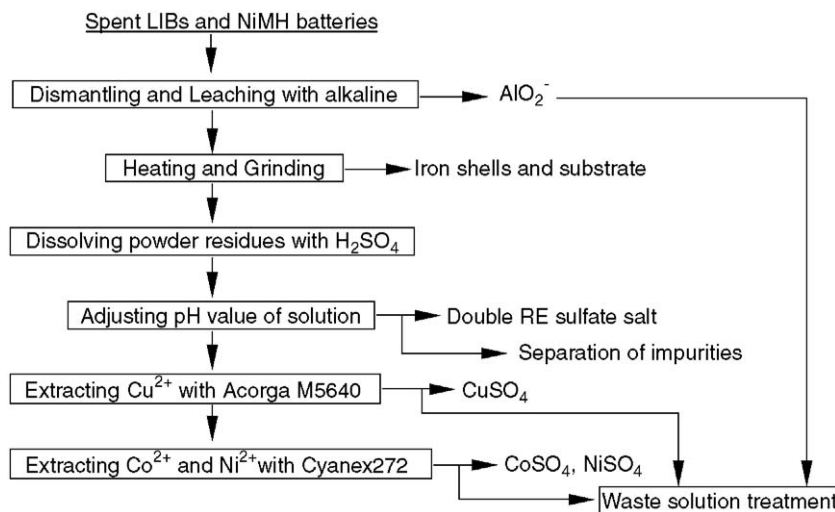 Spent LIBs and NiMH batteries
Dismantling and Leaching with alkaline
AlO₂⁻
Heating and Grinding
Iron shells and substrate
Dissolving powder residues with H₂SO₄
Adjusting pH value of solution
Double RE sulfate salt
Separation of impurities
Extracting Cu²⁺ with Acorga M5640
CuSO₄
Extracting Co²⁺ and Ni²⁺with Cyanex272
CoSO₄, NiSO₄
Waste solution treatment